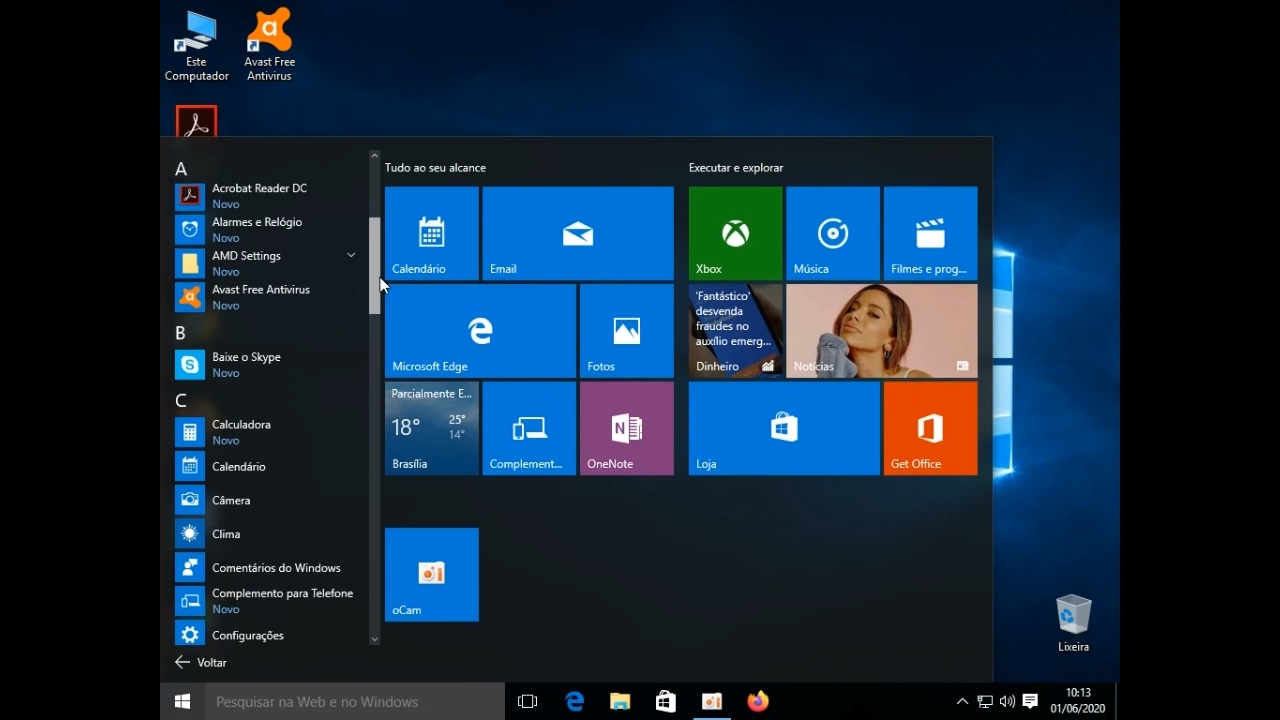 Este
Computador
Avast Free
Antivirus
A
Acrobat Reader DC
Novo
Alarmes e Relógio
Novo
AMD Settings
Novo
Avast Free Antivirus
Novo
B
Baixe o Skype
Novo
C
Calculadora
Novo
Calendário
Câmera
Clima
Comentários do Windows
Complemento para Telefone
Novo
Configurações
Voltar
Tudo ao seu alcance
Calendário
Email
Microsoft Edge
Fotos
Parcialmente E...
18°
25°
14°
Brasília
Complement...
OneNote
oCam
Executar e explorar
Xbox
Música
Filmes e prog...
'Fantástico'
desvenda
fraudes no
auxílio emerg...
Dinheiro
Notícias
Loja
Get Office
Lixeira
Pesquisar na Web e no Windows
10:13
01/06/2020